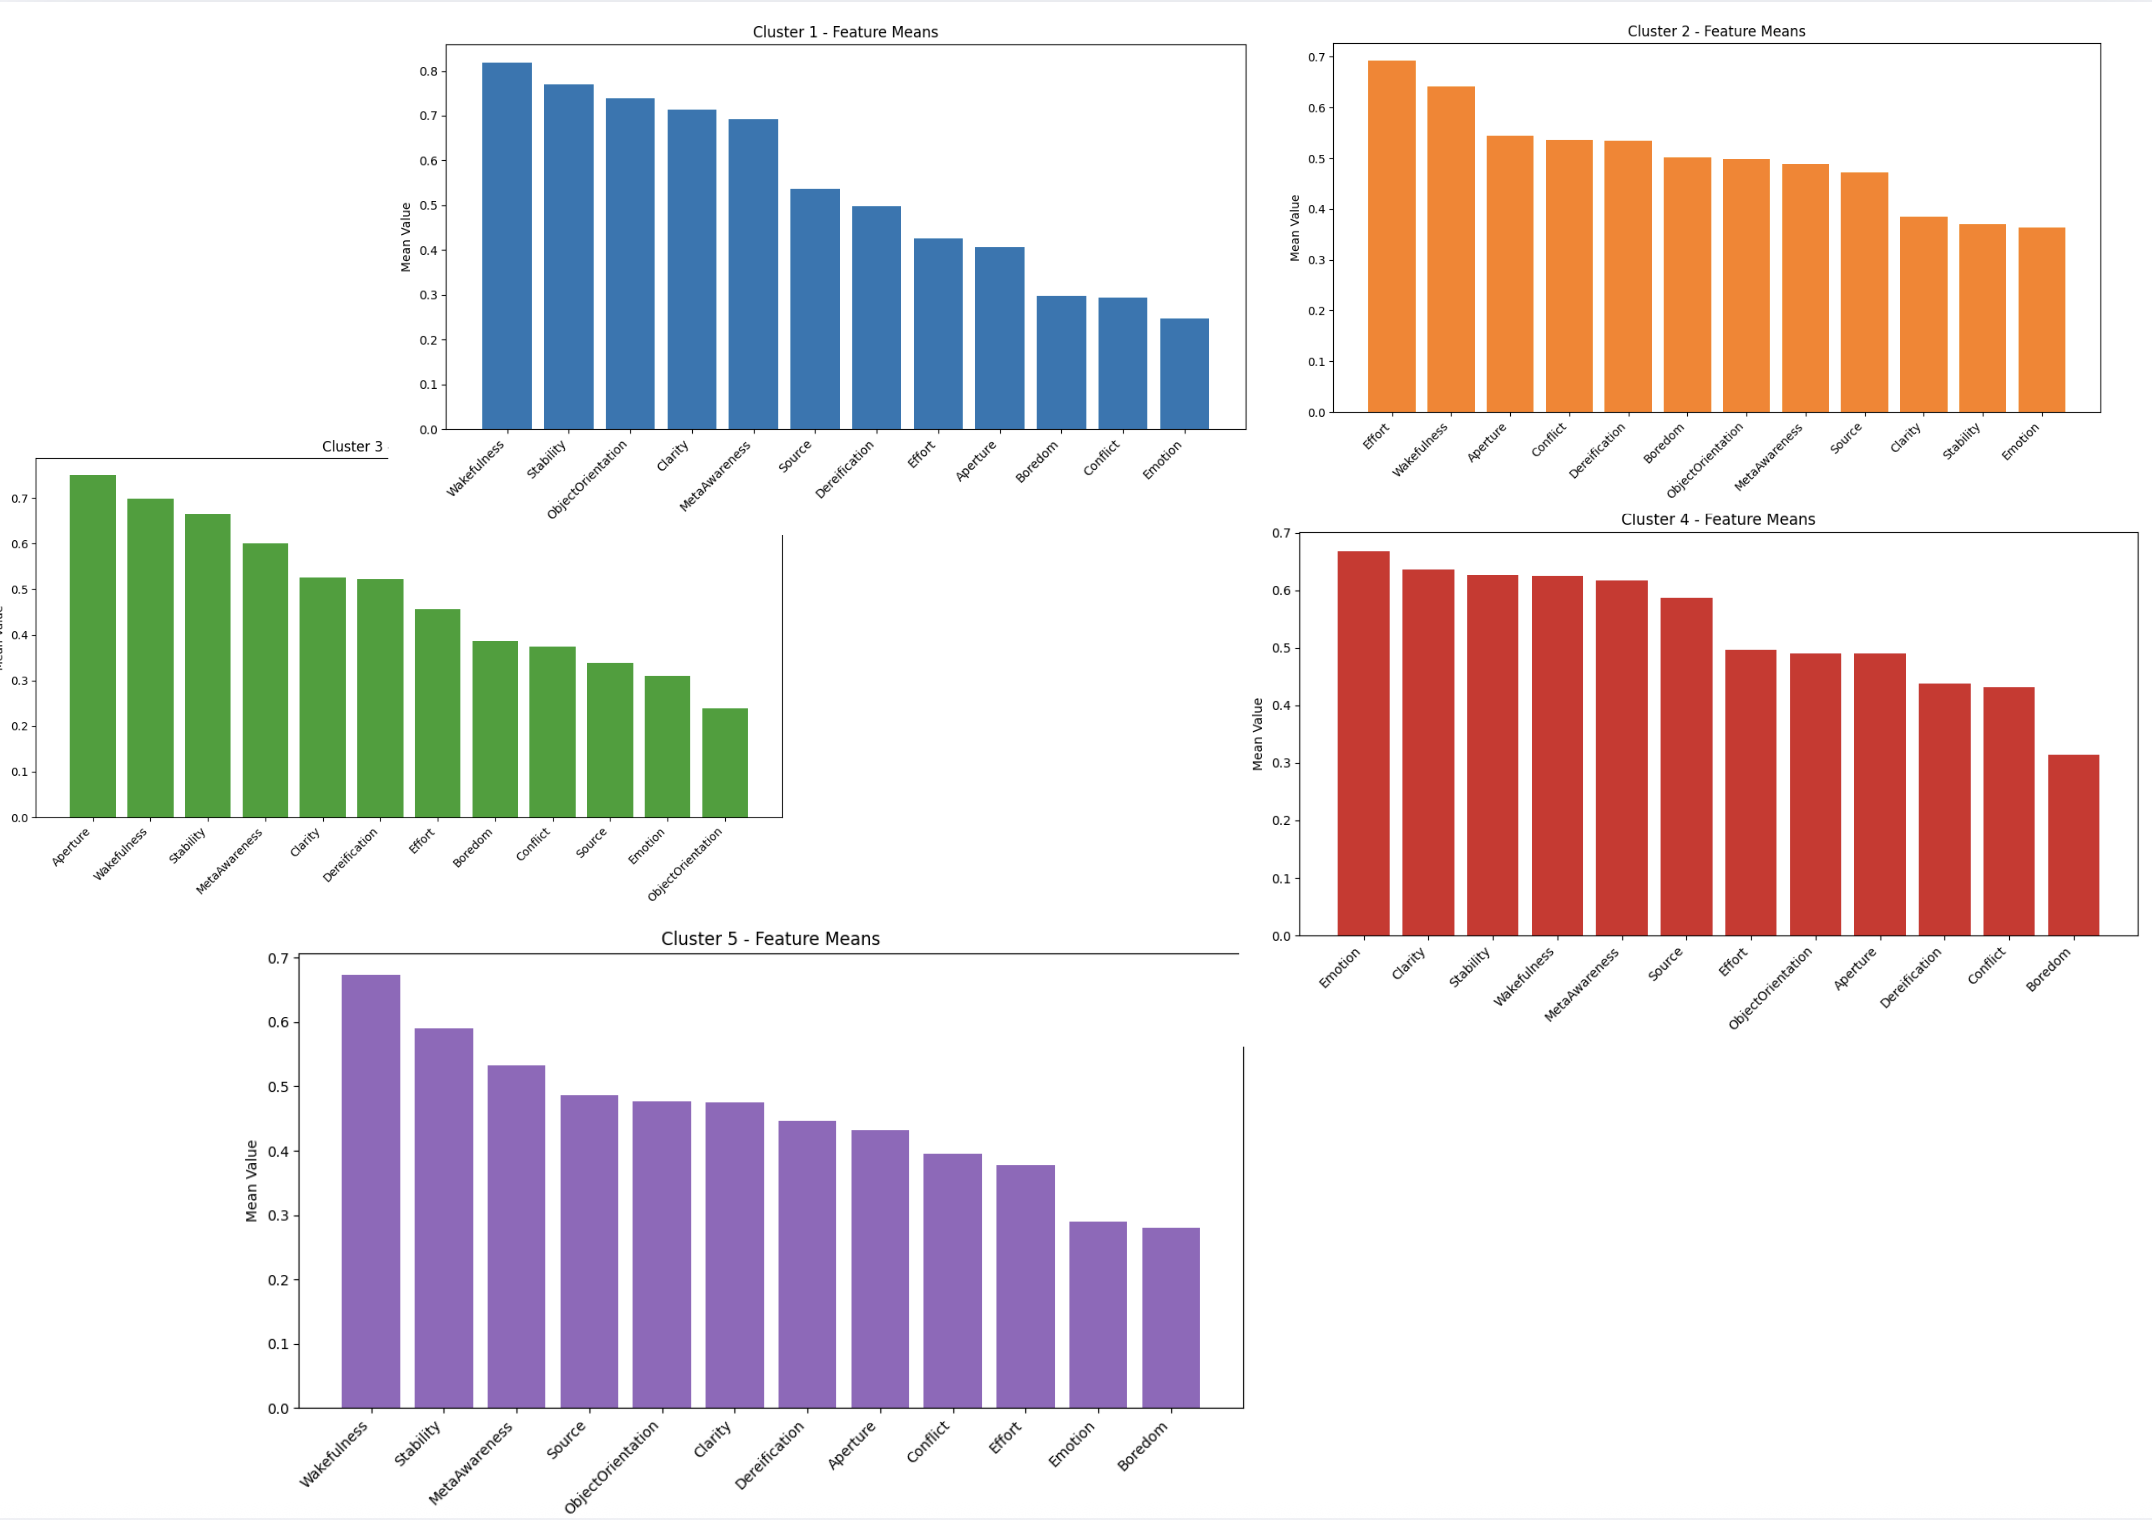 Cluster 1 - Feature Means
0.8
0.7
0.6
0.5
0.4
0.3
0.2
0.1
0.0
Mean Value
Wakefulness
Stability
ObjectOrientation
Clarity
MetaAwareness
Source
Dereification
Effort
Aperture
Boredom
Conflict
Emotion
Cluster 2 - Feature Means
0.7
0.6
0.5
0.4
0.3
0.2
0.1
0.0
Mean Value
Effort
Wakefulness
Aperture
Conflict
Dereification
Boredom
ObjectOrientation
MetaAwareness
Source
Clarity
Stability
Emotion
Cluster 3
0.7
0.6
0.5
0.4
0.3
0.2
0.1
0.0
Mean Value
Aperture
Wakefulness
Stability
MetaAwareness
Clarity
Dereification
Effort
Boredom
Conflict
Source
Emotion
ObjectOrientation
Cluster 4 - Feature Means
0.7
0.6
0.5
0.4
0.3
0.2
0.1
0.0
Mean Value
Emotion
Clarity
Stability
Wakefulness
MetaAwareness
Source
Effort
ObjectOrientation
Aperture
Dereification
Conflict
Boredom
Cluster 5 - Feature Means
0.7
0.6
0.5
0.4
0.3
0.2
0.1
0.0
Mean Value
Wakefulness
Stability
MetaAwareness
Source
ObjectOrientation
Clarity
Dereification
Aperture
Conflict
Effort
Emotion
Boredom